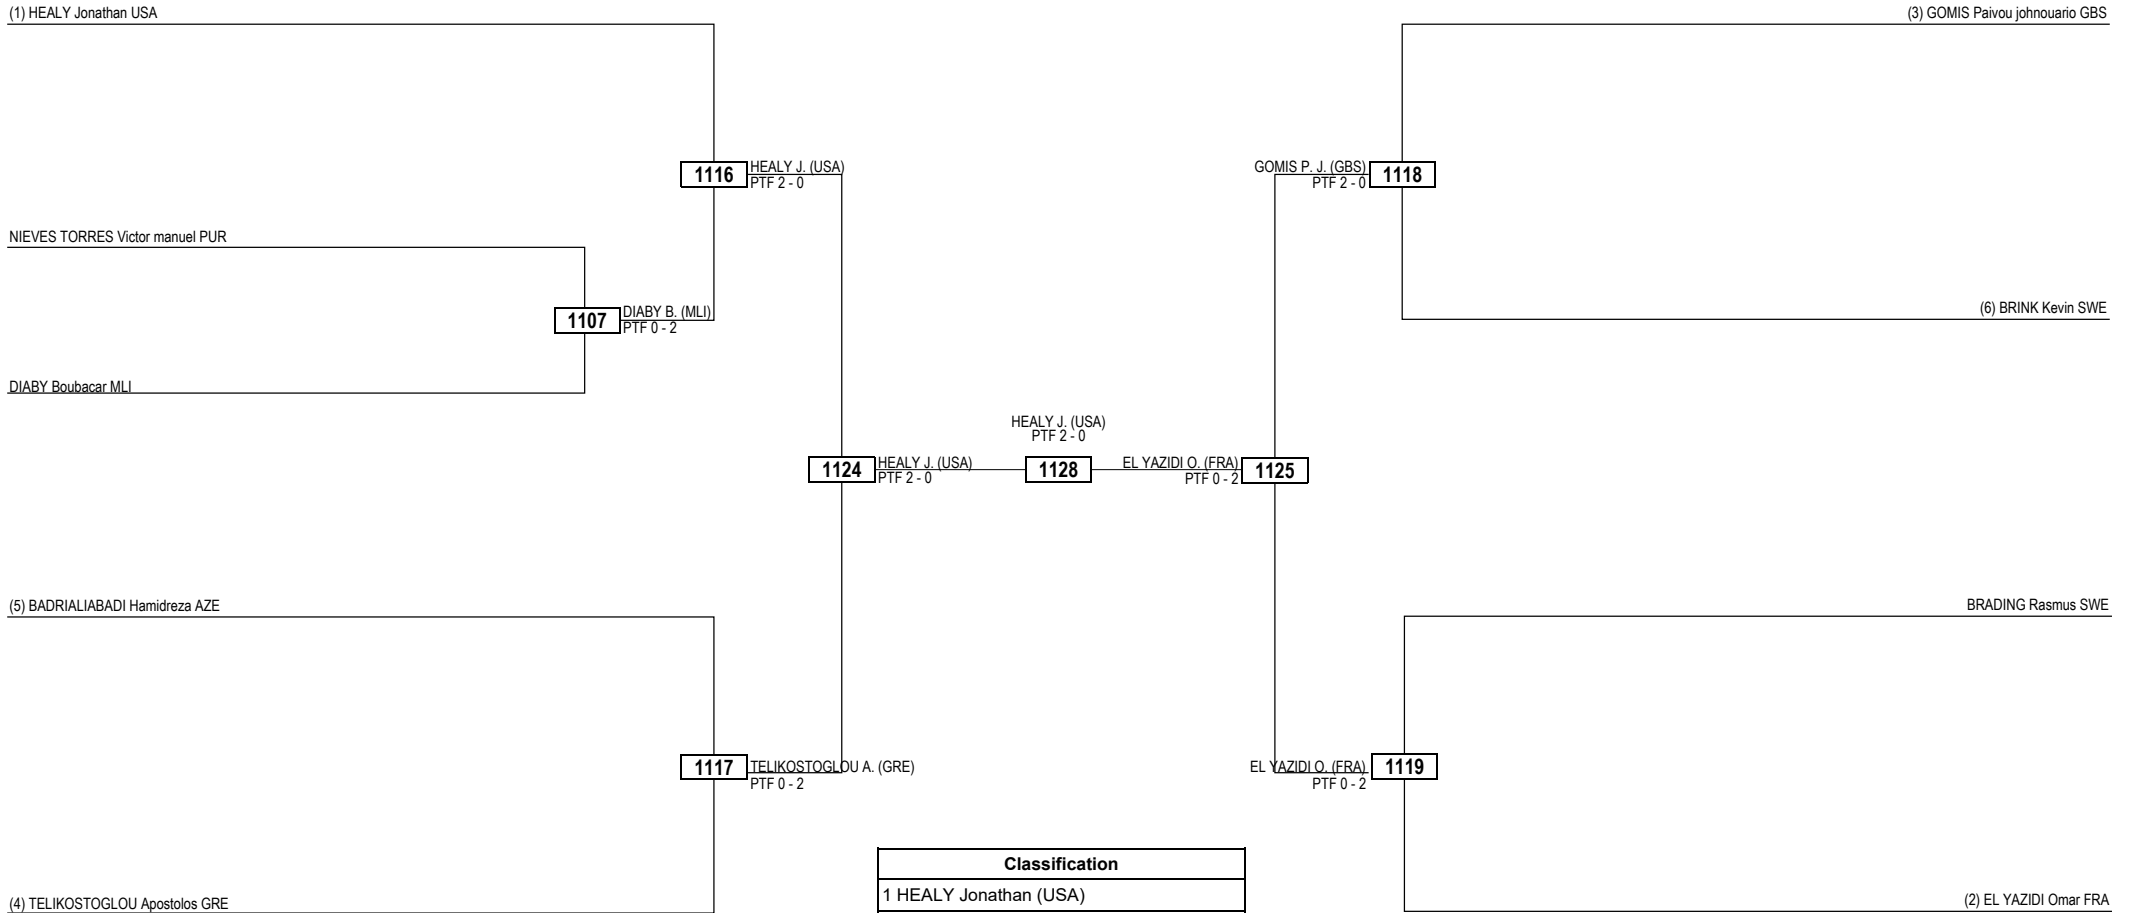 (1) HEALY Jonathan USA
(3) GOMIS Paivou johnouario GBS
1116
HEALY J. (USA)
PTF 2 - 0
GOMIS P. J. (GBS)
PTF 2 - 0
1118
NIEVES TORRES Victor manuel PUR
1107
DIABY B. (MLI)
PTF 0 - 2
(6) BRINK Kevin SWE
DIABY Boubacar MLI
HEALY J. (USA)
PTF 2 - 0
1124
HEALY J. (USA)
PTF 2 - 0
1128
EL YAZIDI O. (FRA)
PTF 0 - 2
1125
(5) BADRIALIABADI Hamidreza AZE
BRADING Rasmus SWE
1117
TELIKOSTOGLOU A. (GRE)
PTF 0 - 2
EL YAZIDI O. (FRA)
PTF 0 - 2
1119
Classification
1 HEALY Jonathan (USA)
(4) TELIKOSTOGLOU Apostolos GRE
(2) EL YAZIDI Omar FRA